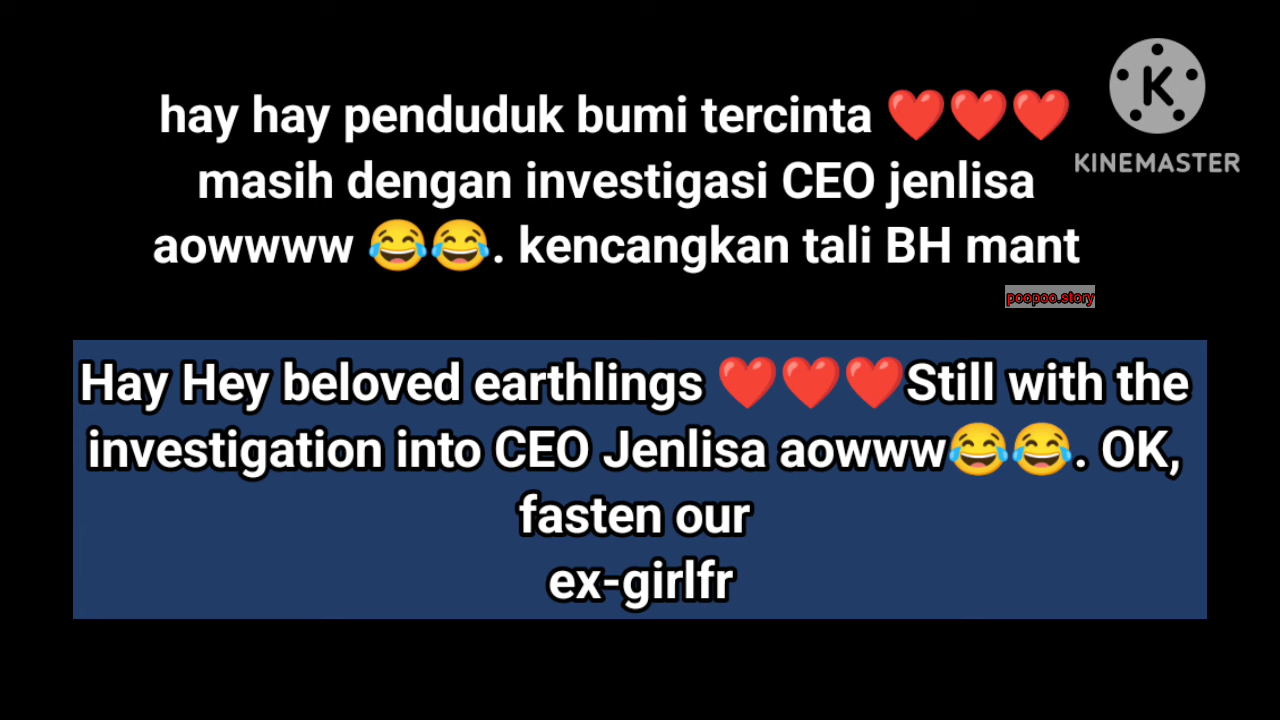 hay hay penduduk bumi tercinta ❤️❤️❤️
KINEMASTER
masih dengan investigasi CEO jenlisa
aowwww 😂😂. kencangkan tali BH mant
poopoo.story
Hay Hey beloved earthlings ❤️❤️❤️Still with the
investigation into CEO Jenlisa aowww😂😂. OK,
fasten our
ex-girlfr